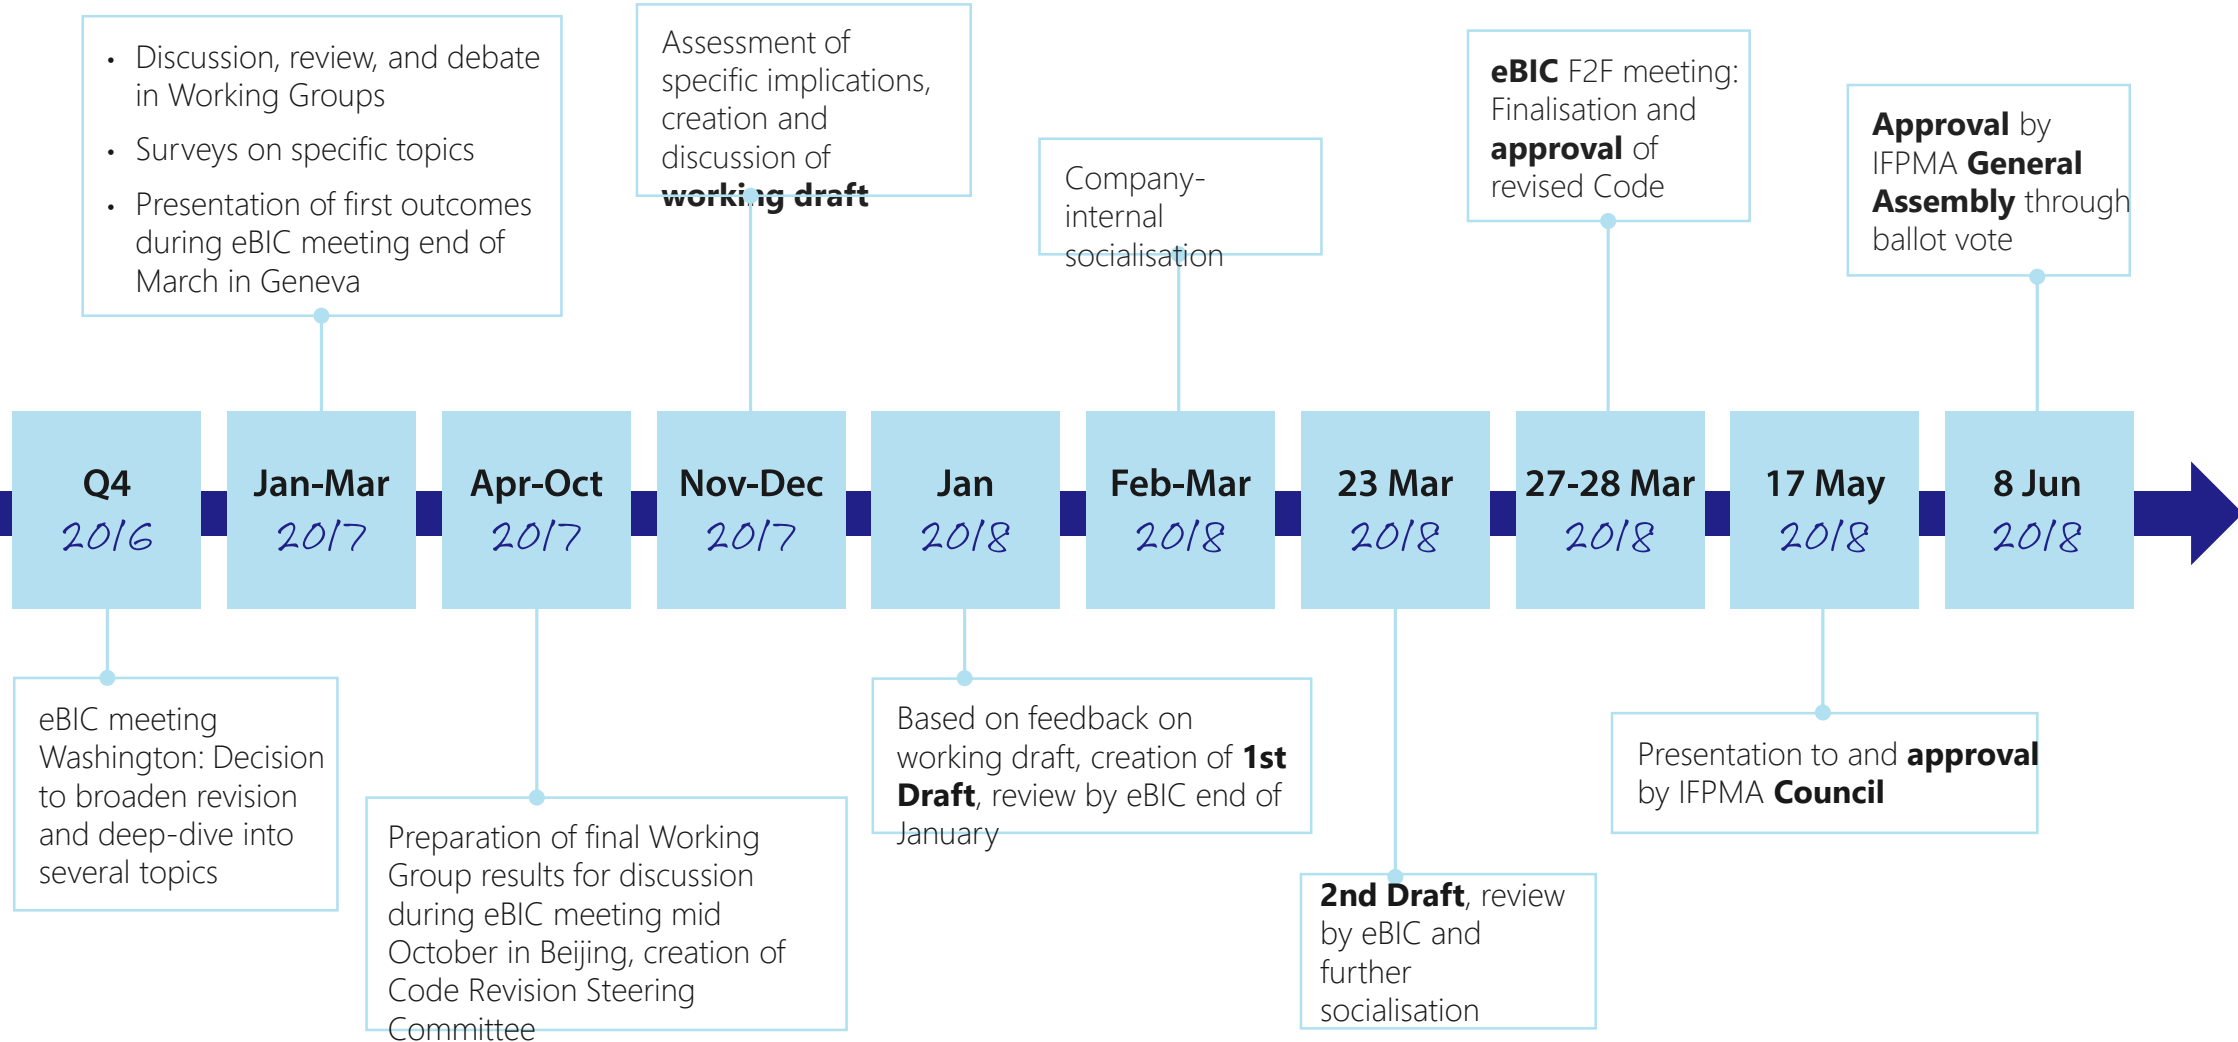 • Discussion, review, and debate
in Working Groups
• Surveys on specific topics
• Presentation of first outcomes
during eBIC meeting end of
March in Geneva
Assessment of
specific implications,
creation and
discussion of
working draft
Company-
internal
socialisation
eBIC F2F meeting:
Finalisation and
approval of
revised Code
Approval by
IFPMA General
Assembly through
ballot vote
Q4
2016
Jan-Mar
2017
Apr-Oct
2017
Nov-Dec
2017
Jan
2018
Feb-Mar
2018
23 Mar
2018
27-28 Mar
2018
17 May
2018
8 Jun
2018
eBIC meeting
Washington: Decision
to broaden revision
and deep-dive into
several topics
Preparation of final Working
Group results for discussion
during eBIC meeting mid
October in Beijing, creation of
Code Revision Steering
Committee
Based on feedback on
working draft, creation of 1st
Draft, review by eBIC end of
January
2nd Draft, review
by eBIC and
further
socialisation
Presentation to and approval
by IFPMA Council